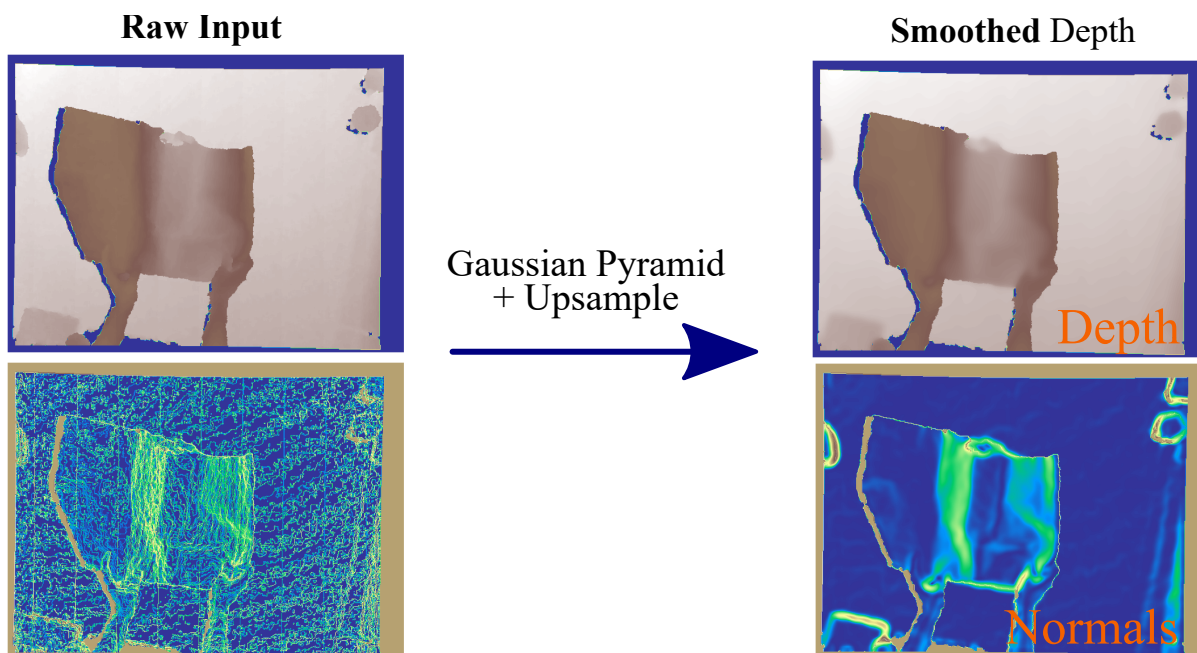 Raw Input
Smoothed Depth
Gaussian Pyramid
+ Upsample
Depth
Normals